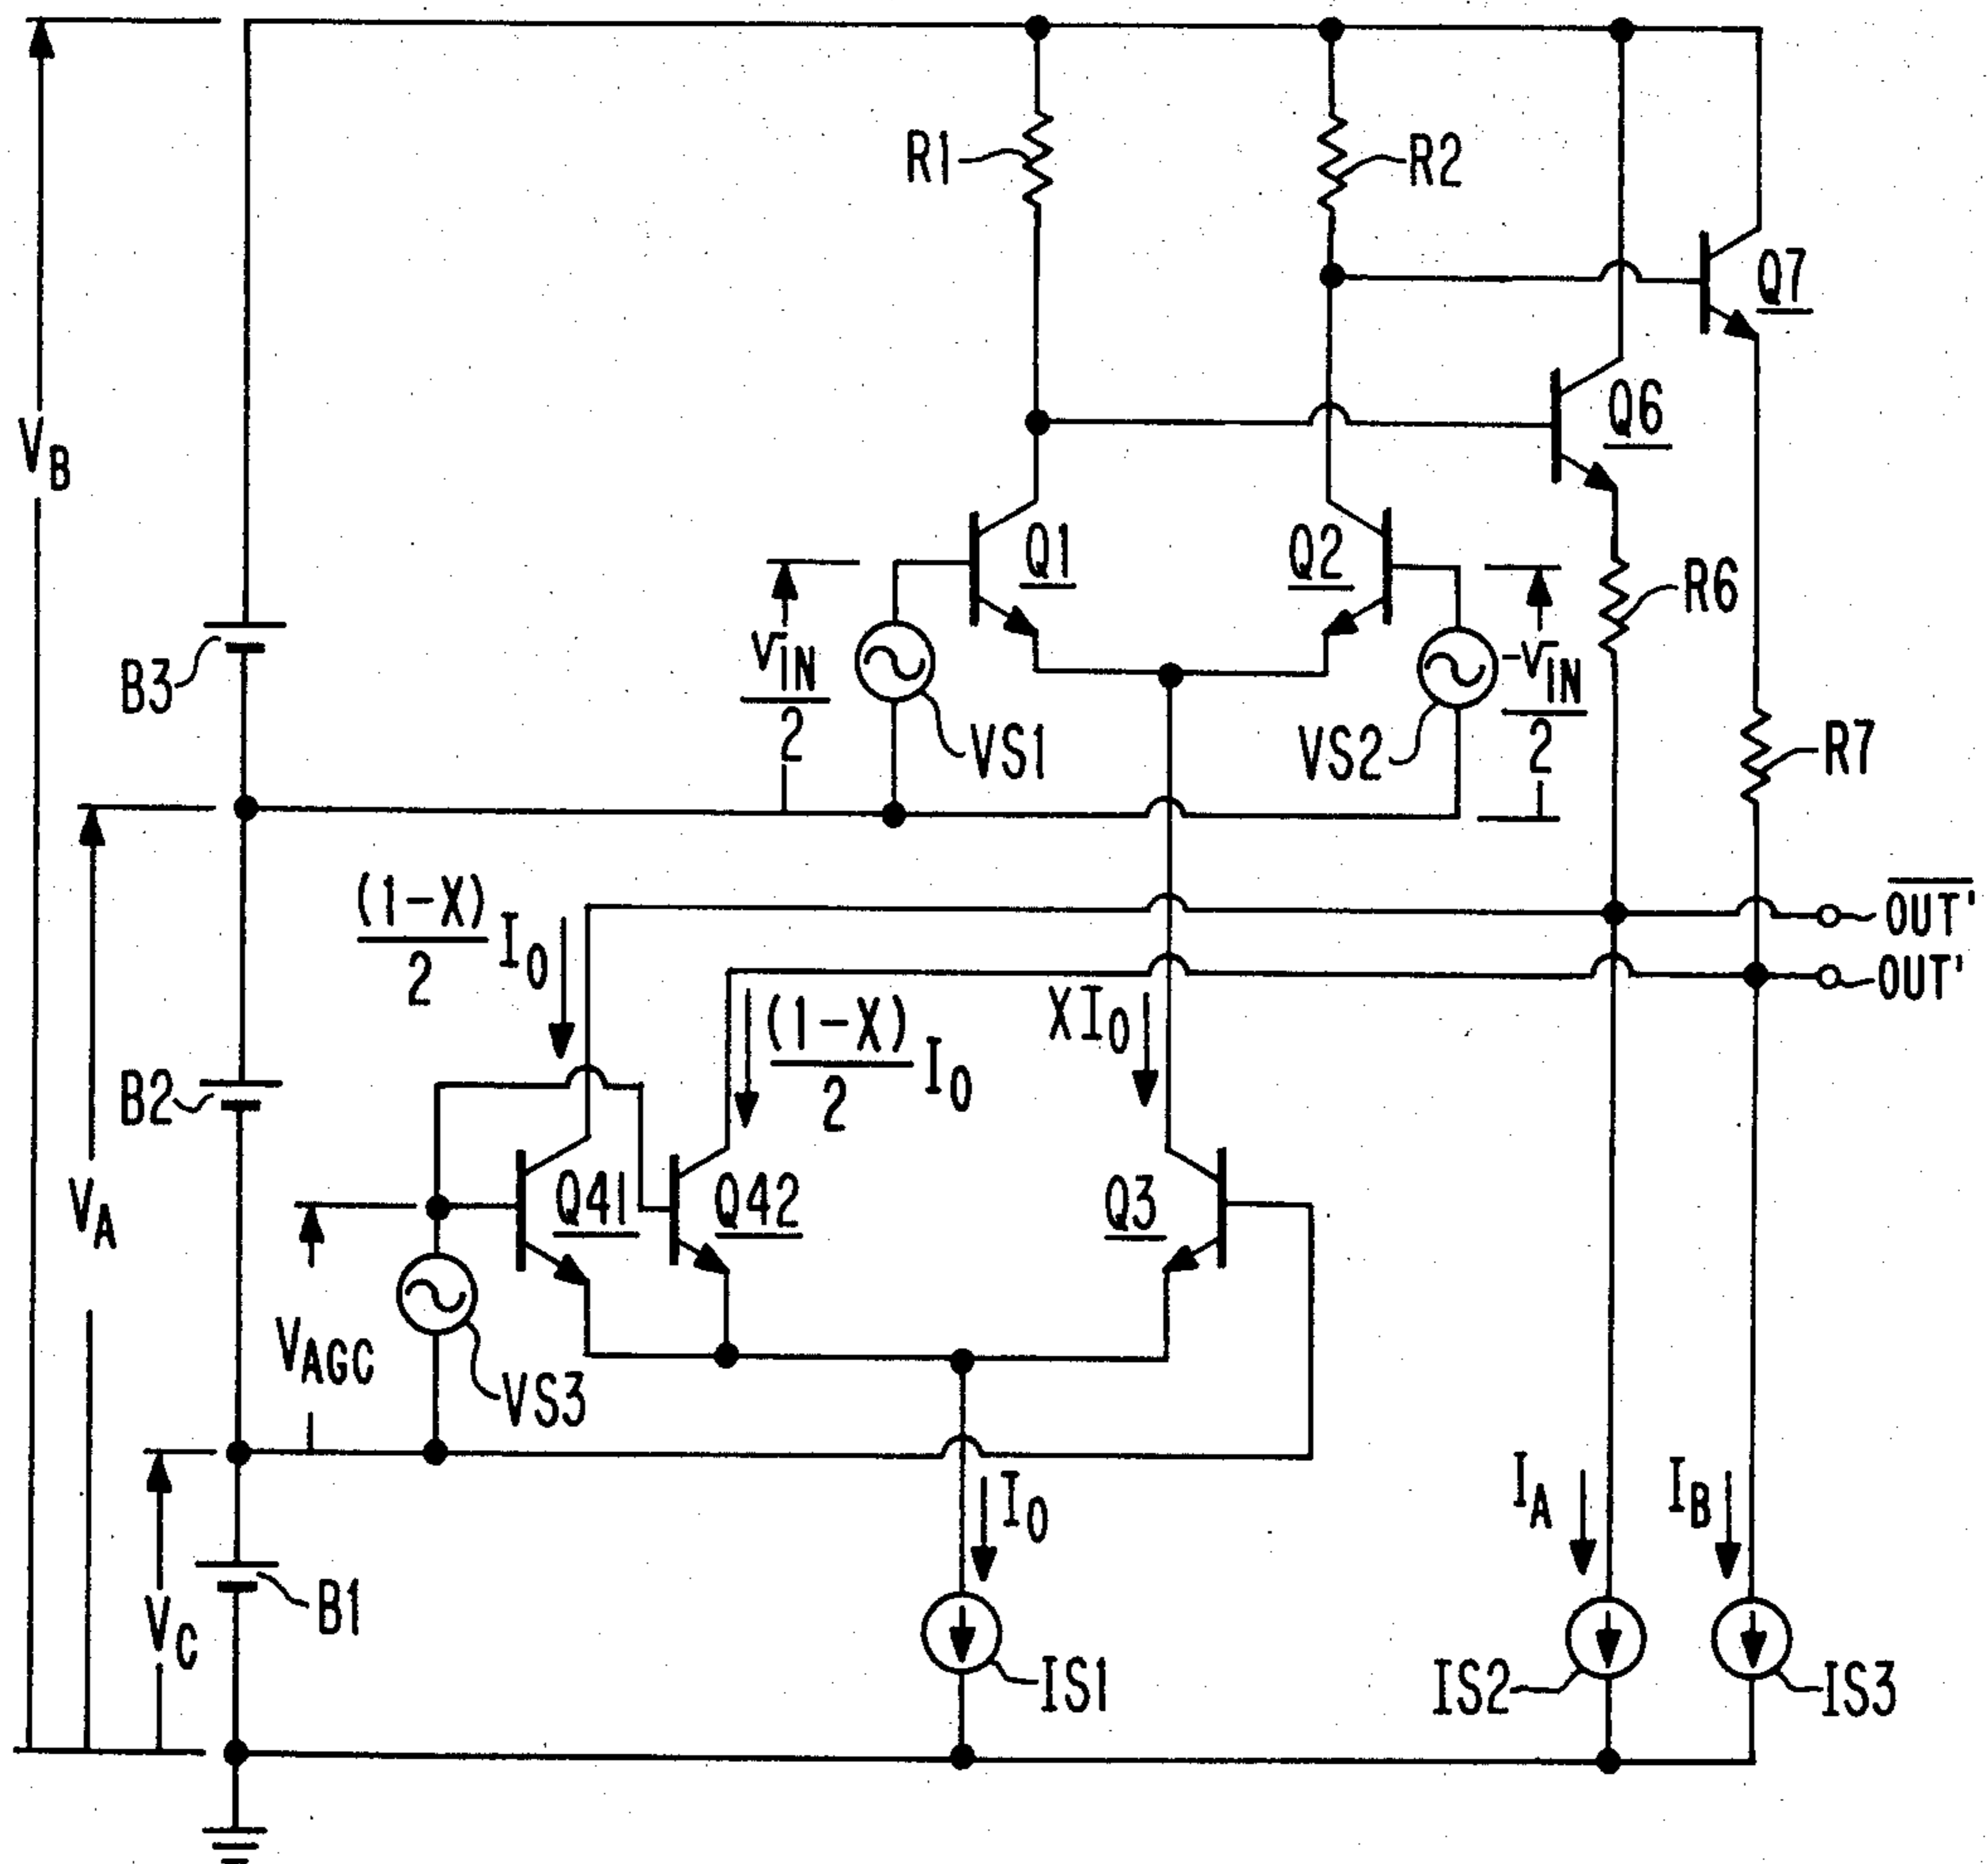 R1
R2
Q7
V_B
Q6
Q1
Q2
R6
B3
v_IN
2
VS1
VS2
-v_IN
2
R7
(1-X)
2
I_0
OUT'
OUT'
B2
(1-X)
2
I_0
XI_0
V_A
Q41
Q42
Q3
V_AGC
VS3
I_0
I_A
I_B
V_C
B1
IS1
IS2
IS3